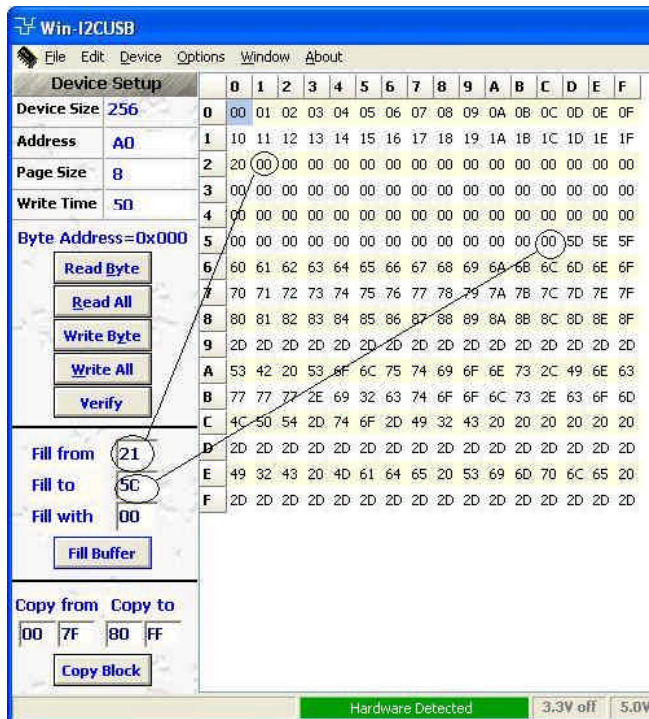 Win-I2CUSB
File Edit Device Options Window About
Device Setup
Device Size 256
Address A0
Page Size 8
Write Time 50
Byte Address=0x000
Read Byte
Read All
Write Byte
Write All
Verify
Fill from 21
Fill to 5C
Fill with 00
Fill Buffer
Copy from Copy to
00 7F 80 FF
Copy Block
0 1 2 3 4 5 6 7 8 9 A B C D E F
0 00 01 02 03 04 05 06 07 08 09 0A 0B 0C 0D 0E 0F
1 10 11 12 13 14 15 16 17 18 19 1A 1B 1C 1D 1E 1F
2 20 00 00 00 00 00 00 00 00 00 00 00 00 00 00 00
3 00 00 00 00 00 00 00 00 00 00 00 00 00 00 00 00
4 00 00 00 00 00 00 00 00 00 00 00 00 00 00 00 00
5 00 00 00 00 00 00 00 00 00 00 00 00 00 5D 5E 5F
6 60 61 62 63 64 65 66 67 68 69 6A 6B 6C 6D 6E 6F
7 70 71 72 73 74 75 76 77 78 79 7A 7B 7C 7D 7E 7F
8 80 81 82 83 84 85 86 87 88 89 8A 8B 8C 8D 8E 8F
9 2D 2D 2D 2D 2D 2D 2D 2D 2D 2D 2D 2D 2D 2D 2D 2D
A 53 42 20 53 6F 6C 75 74 69 6F 6E 73 2C 49 6E 63
B 77 77 77 2E 69 32 63 74 6F 6F 6C 73 2E 63 6F 6D
C 4C 50 54 2D 74 6F 2D 49 32 43 20 20 20 20 20 20
D 2D 2D 2D 2D 2D 2D 2D 2D 2D 2D 2D 2D 2D 2D 2D 2D
E 49 32 43 20 4D 61 64 65 20 53 69 6D 70 6C 65 20
F 2D 2D 2D 2D 2D 2D 2D 2D 2D 2D 2D 2D 2D 2D 2D 2D
Hardware Detected 3.3V off 5.0V